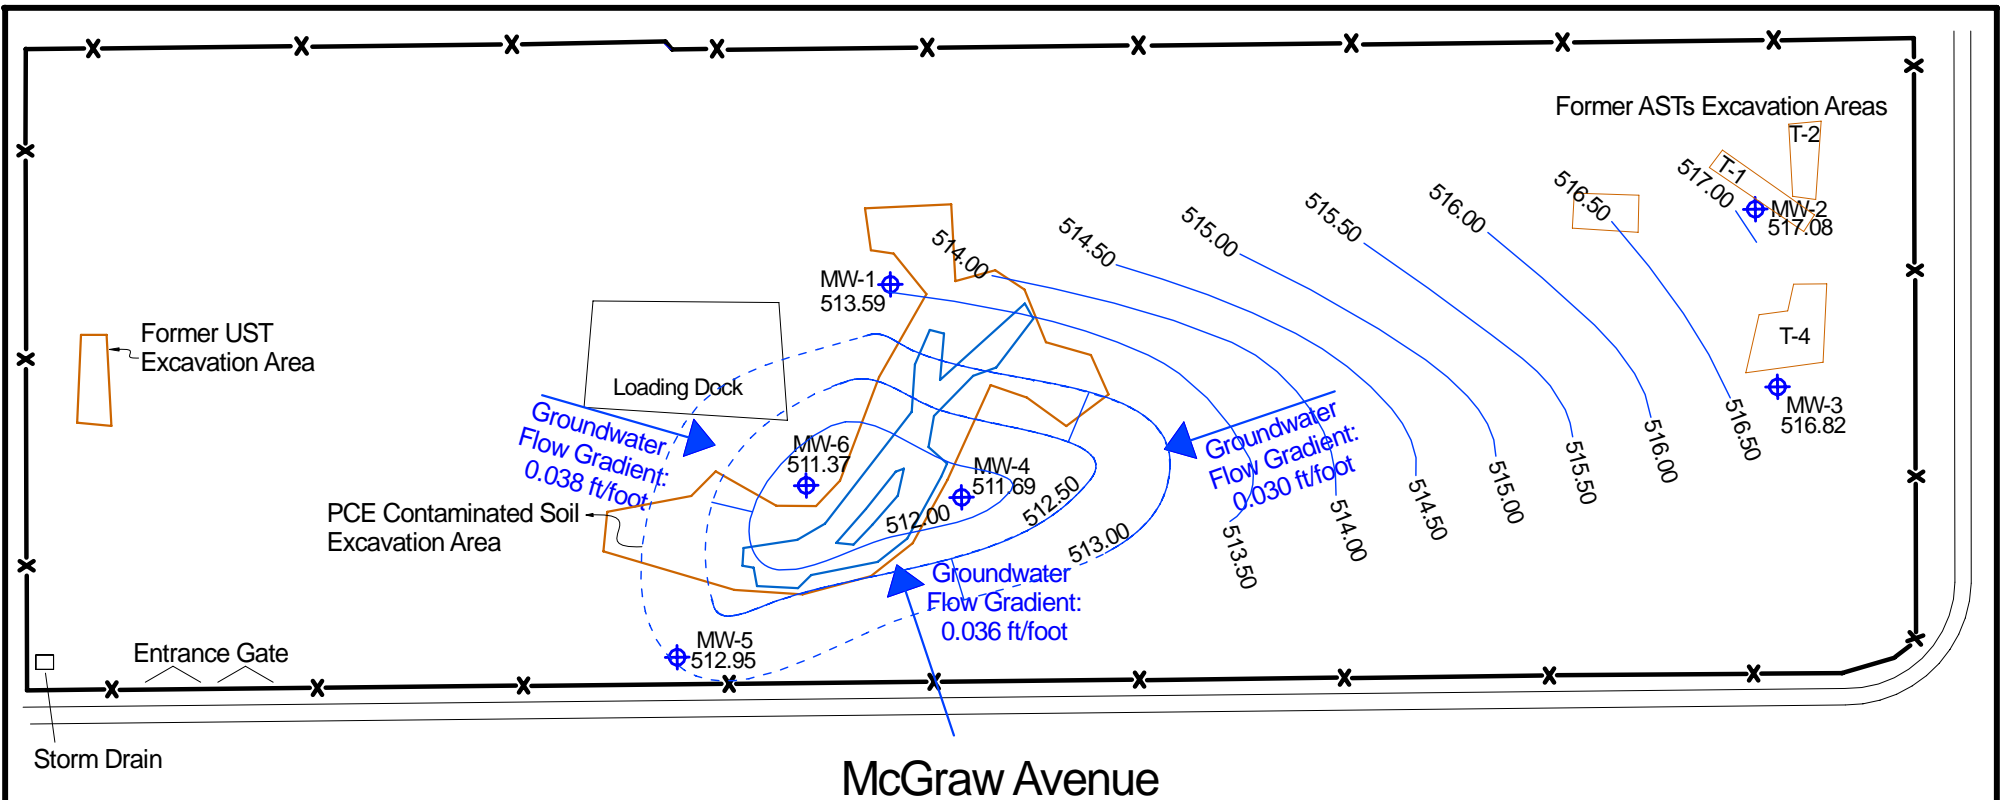 Former ASTs Excavation Areas
T-2
T-1
517.00
MW-2
517.08
516.50
516.00
515.50
515.00
514.50
514.00
MW-1
513.59
T-4
Former UST
Excavation Area
Loading Dock
MW-3
516.82
Groundwater
Flow Gradient:
0.038 ft/foot
MW-6
511.37
MW-4
511.69
512.00
512.50
513.00
Groundwater
Flow Gradient:
0.030 ft/foot
513.50
514.00
514.50
515.00
515.50
516.00
516.50
PCE Contaminated Soil
Excavation Area
Groundwater
Flow Gradient:
0.036 ft/foot
MW-5
512.95
Entrance Gate
Storm Drain
McGraw Avenue